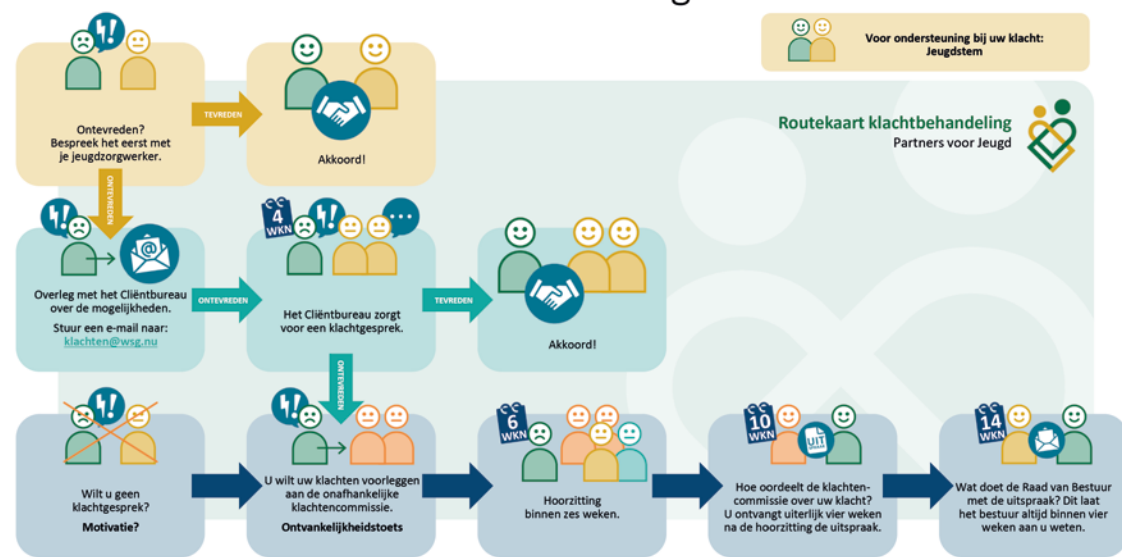 Voor ondersteuning bij uw klacht:
Jeugdstem
Routekaart klachtbehandeling
Partners voor Jeugd
Ontevreden?
Bespreek het eerst met
je jeugdzorgwerker.
TEVREDEN
Akkoord!
ONTEVREDEN
@
Overleg met het Cliëntbureau
over de mogelijkheden.
Stuur een e-mail naar:
klachten@wsg.nu
ONTEVREDEN
4
WKN
Het Cliëntbureau zorgt
voor een klachtgesprek.
TEVREDEN
Akkoord!
ONTEVREDEN
Wilt u geen
klachtgesprek?
Motivatie?
U wilt uw klachten voorleggen
aan de onafhankelijke
klachtencommissie.
Ontvankelijkheidstoets
6
WKN
Hoorzitting
binnen zes weken.
10
WKN
UIT
Hoe oordeelt de klachten-
commissie over uw klacht?
U ontvangt uiterlijk vier weken
na de hoorzitting de uitspraak.
14
WKN
Wat doet de Raad van Bestuur
met de uitspraak? Dit laat
het bestuur altijd binnen vier
weken aan u weten.